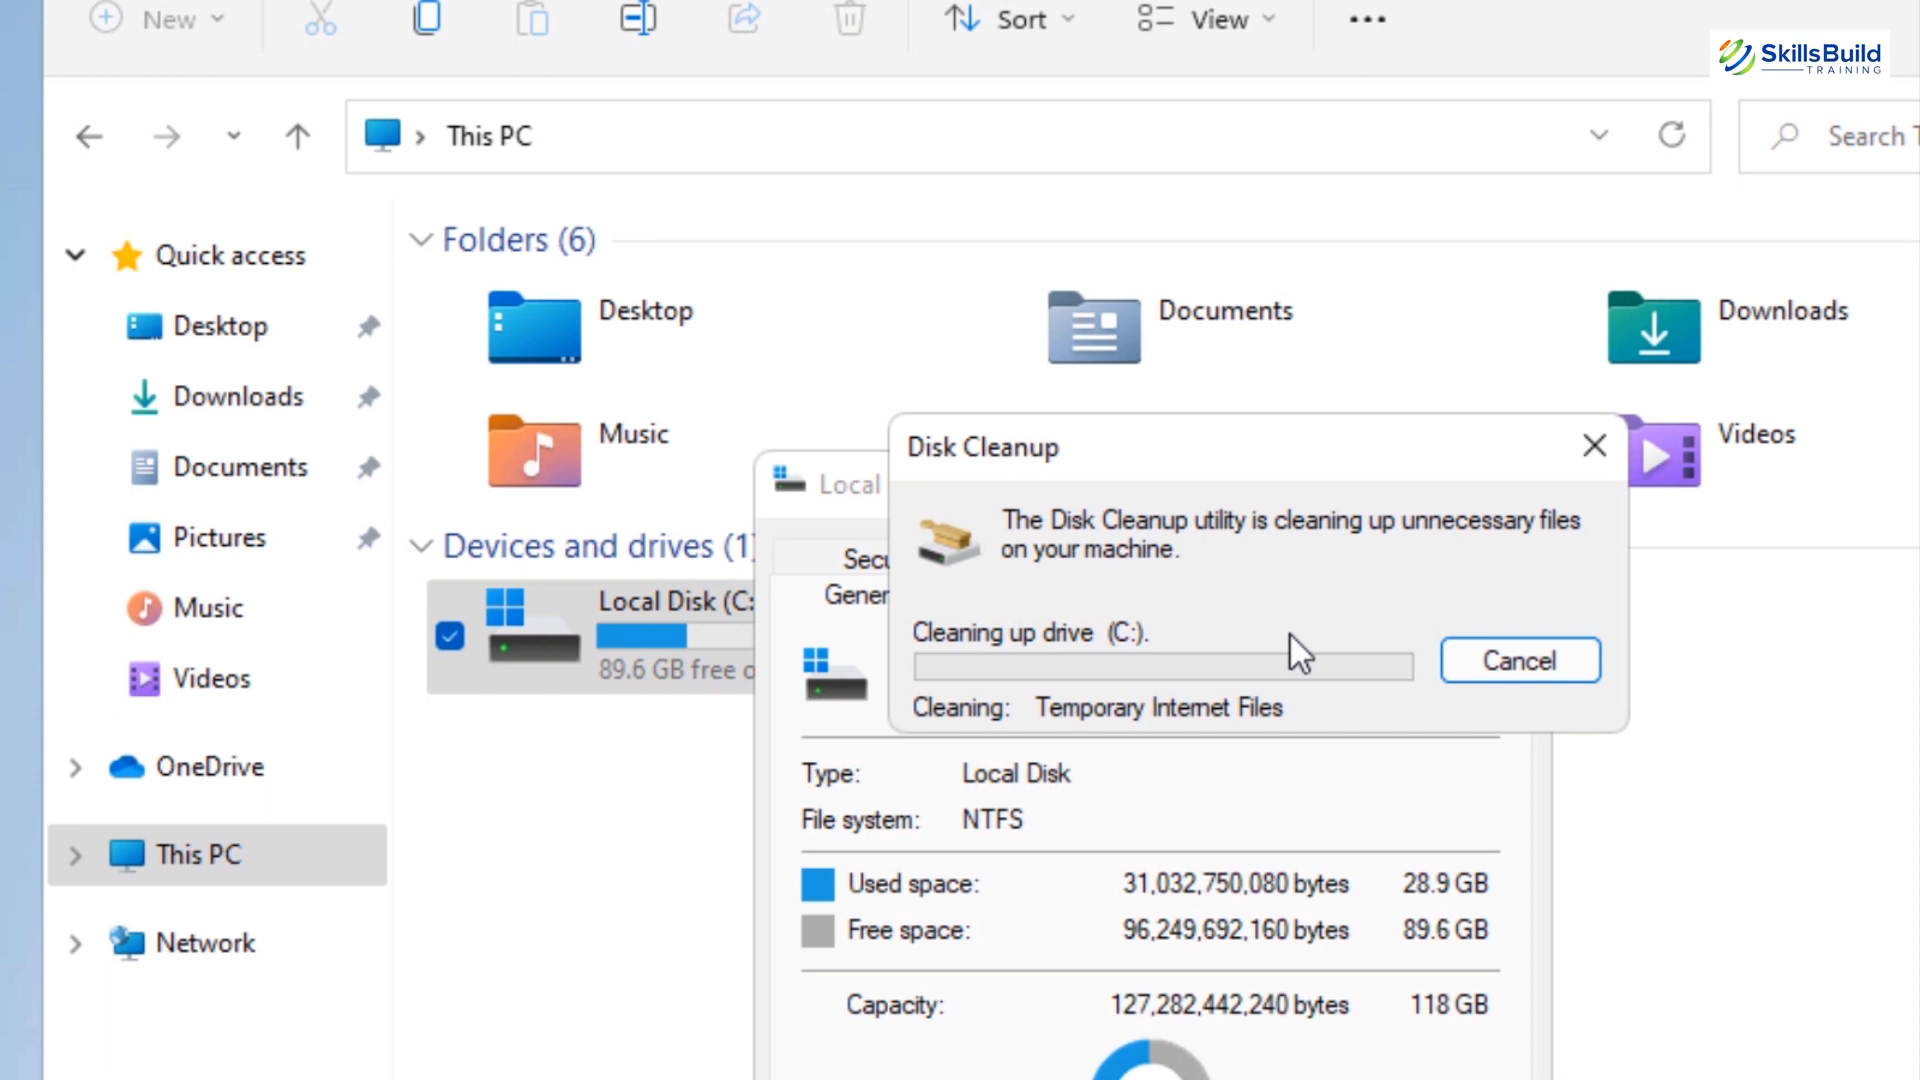 New
Sort
View
SkillsBuild
TRAINING
This PC
Search
Quick access
Desktop
Downloads
Documents
Pictures
Music
Videos
OneDrive
This PC
Network
Folders (6)
Desktop
Documents
Downloads
Music
Videos
Devices and drives (1)
Local Disk (C:
89.6 GB free o
Local
Secu
Gener
Disk Cleanup
The Disk Cleanup utility is cleaning up unnecessary files
on your machine.
Cleaning up drive (C:).
Cancel
Cleaning: Temporary Internet Files
Type: Local Disk
File system: NTFS
Used space: 31,032,750,080 bytes 28.9 GB
Free space: 96,249,692,160 bytes 89.6 GB
Capacity: 127,282,442,240 bytes 118 GB